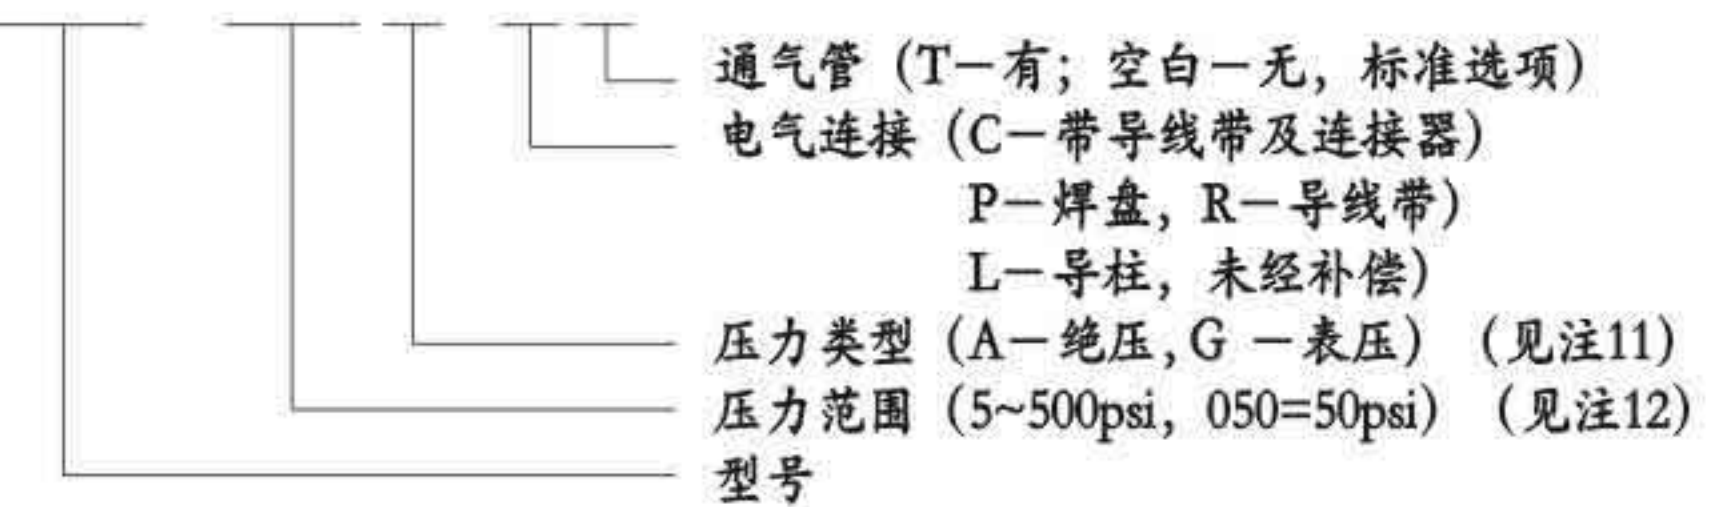 通气管（T－有；空白－无，标准选项）
电气连接（C－带导线带及连接器）
P－焊盘，R－导线带）
L－导柱，未经补偿）
压力类型（A－绝压,G －表压）（见注11）
压力范围（5~500psi，050=50psi）（见注12）
型号